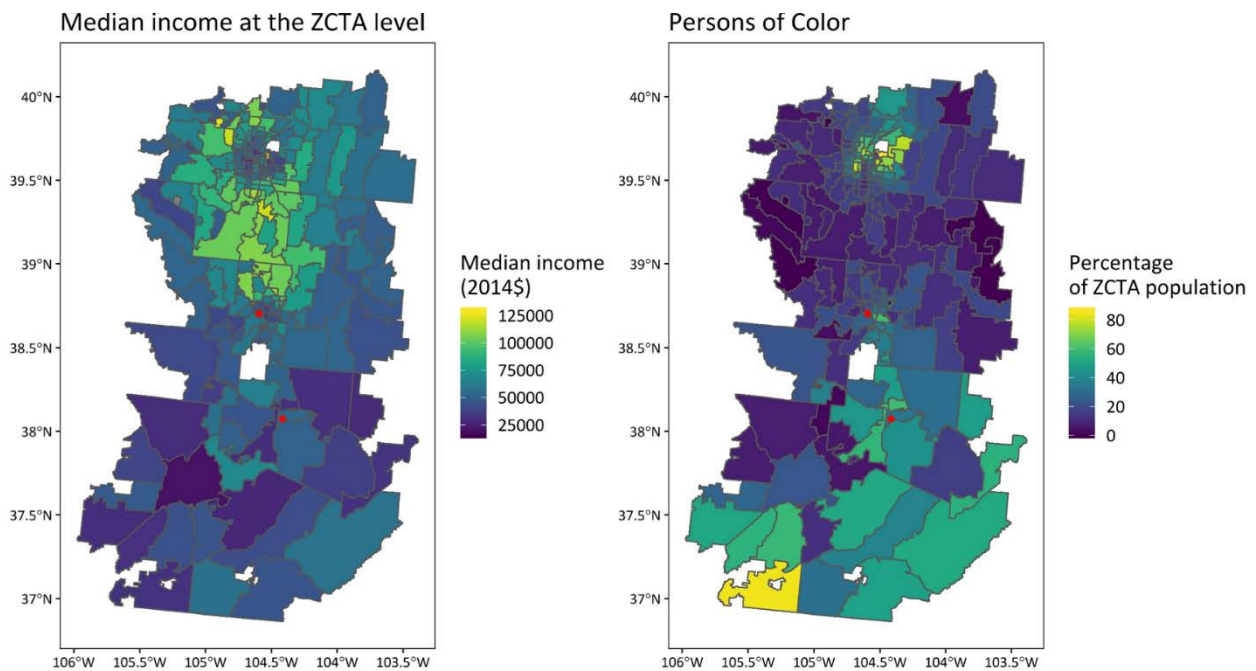 Median income at the ZCTA level
40°N
39.5°N
39°N
38.5°N
38°N
37.5°N
37°N
106°W 105.5°W 105°W 104.5°W 104°W 103.5°W
Median income
(2014$)
125000
100000
75000
50000
25000
Persons of Color
40°N
39.5°N
39°N
38.5°N
38°N
37.5°N
37°N
106°W 105.5°W 105°W 104.5°W 104°W 103.5°W
Percentage
of ZCTA population
80
60
40
20
0